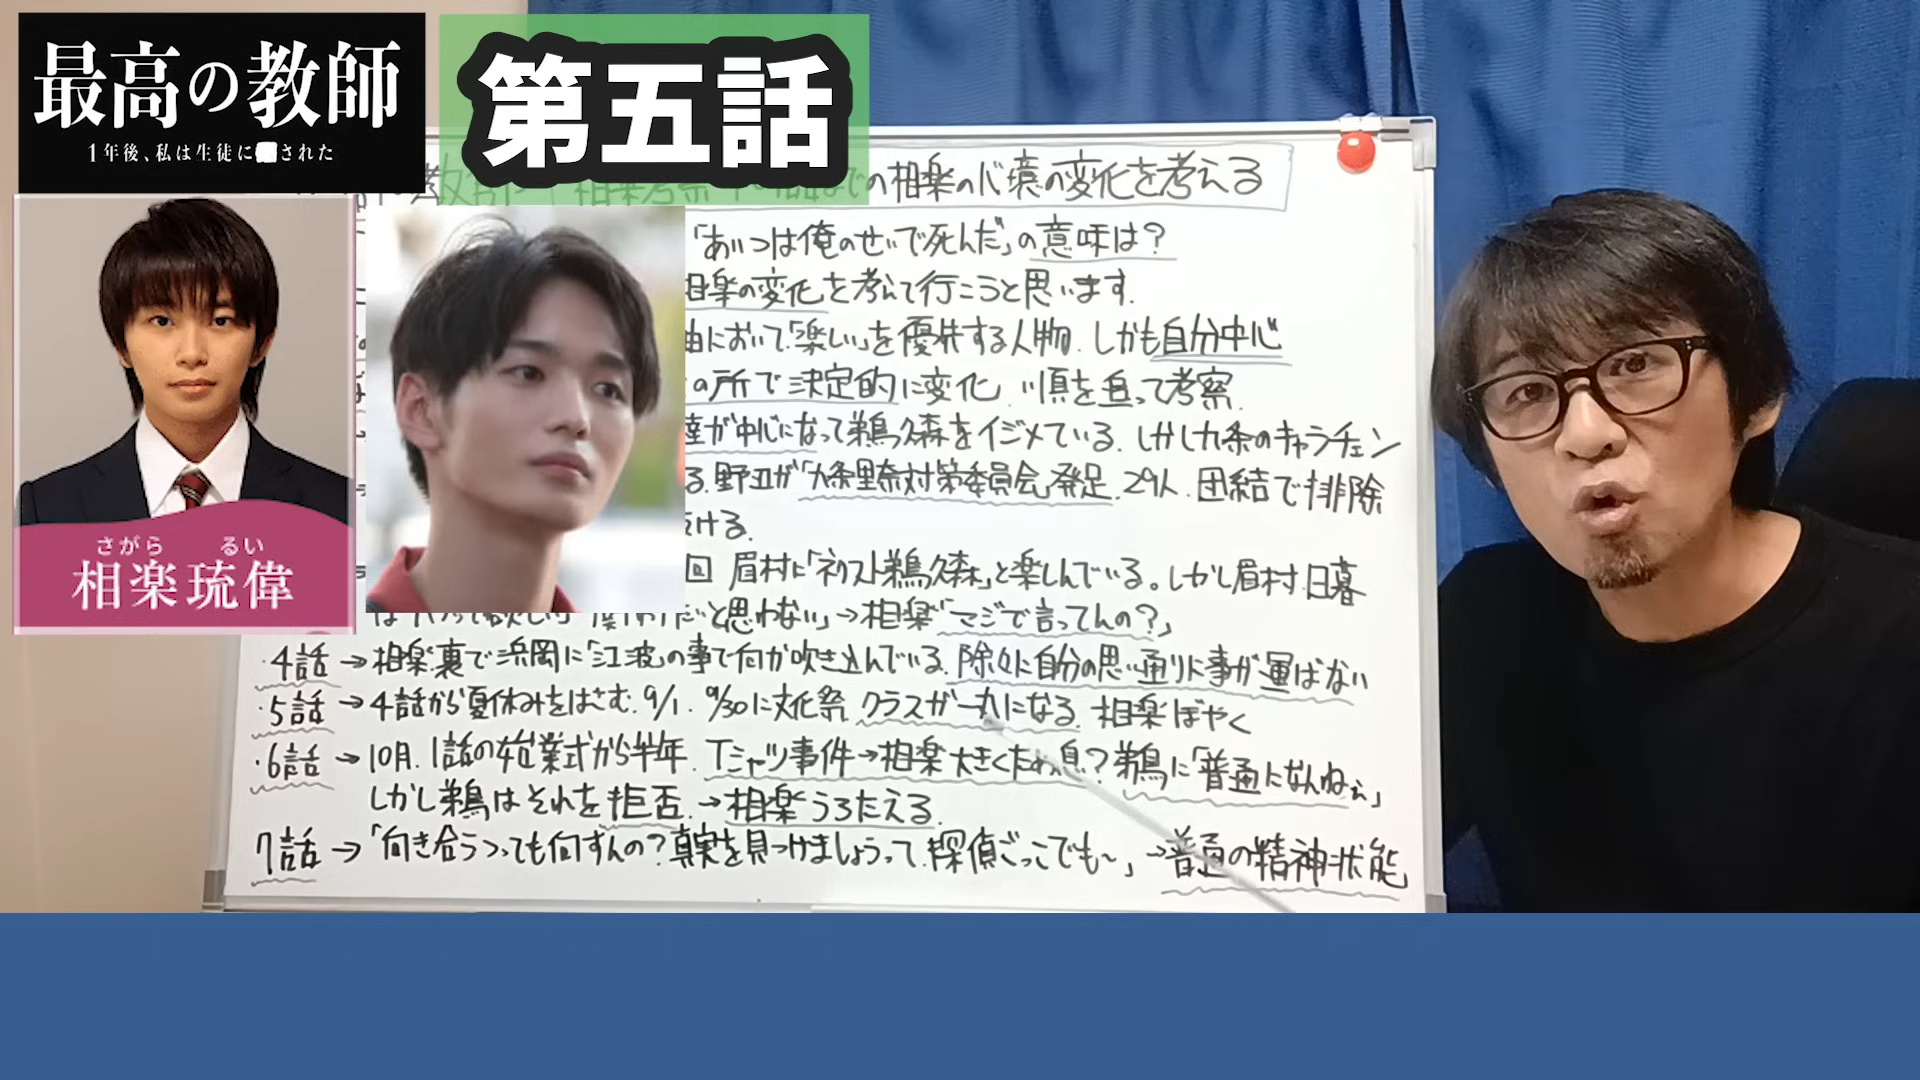 最高の教師
1年後、私は生徒に された
第五話
さがら るい
相楽琉偉
の相楽の心境の変化を考える
「あいつは俺のせいで死んだ」の意味は？
相楽の変化を考えて行こうと思います.
において「楽しい」を優先する人物. しかも自分中心
の所で決定的に変化. 順を追って考察.
達が中心になって鵜久森をイジメている. しかし九条のキャラチェン
る. 野辺が「九条里奈対策委員会」発足. 29人. 団結で排除
ける.
回 眉村に「ネクスト鵜久森」と楽しんでいる。しかし眉村. 日暮
だと思わない」→相楽「マジで言ってんの？」
・4話→相楽裏で浜岡に「江波」の事で何か吹き込んでいる. 除々に自分の思い通りに事が運ばない
・5話→4話から夏休みをはさむ. 9/1. 9/30に文化祭 クラスが一丸になる. 相楽ぼやく
・6話→10月. 1話の始業式から半年. Tシャツ事件→相楽大きくため息？鵜に「普通になんねぇ」
しかし鵜はそれを拒否.→相楽うろたえる.
7話→「向き合うっても何すんの？真実を見つけましょうって. 探偵ごっこでも～」→普通の精神状態